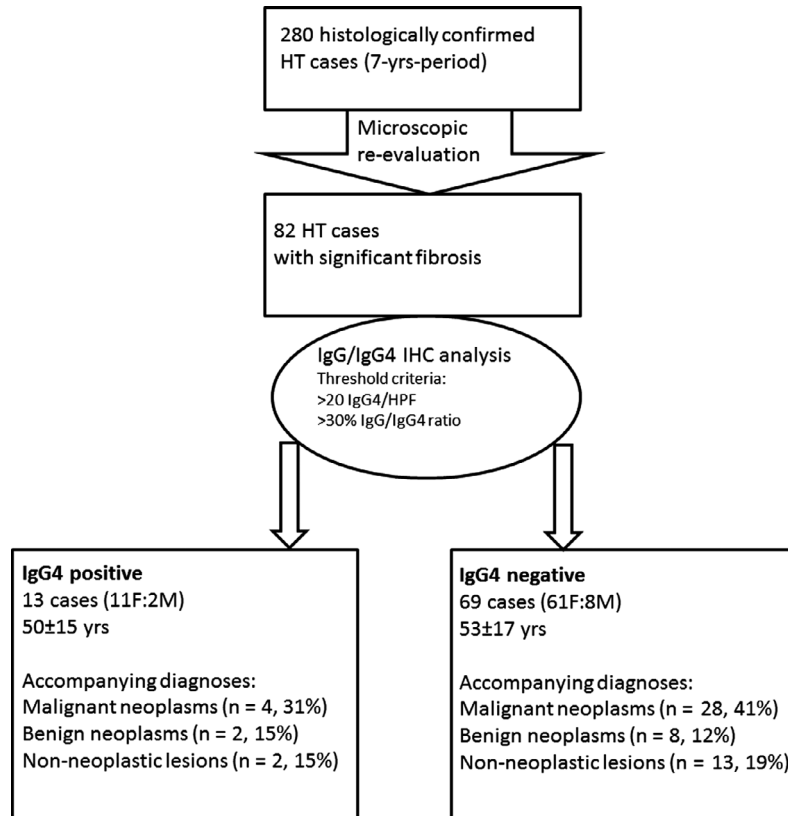 280 histologically confirmed
HT cases (7-yrs-period)
Microscopic
re-evaluation
82 HT cases
with significant fibrosis
IgG/IgG4 IHC analysis
Threshold criteria:
>20 IgG4/HPF
>30% IgG/IgG4 ratio
IgG4 positive
13 cases (11F:2M)
50±15 yrs
Accompanying diagnoses:
Malignant neoplasms (n = 4, 31%)
Benign neoplasms (n = 2, 15%)
Non-neoplastic lesions (n = 2, 15%)
IgG4 negative
69 cases (61F:8M)
53±17 yrs
Accompanying diagnoses:
Malignant neoplasms (n = 28, 41%)
Benign neoplasms (n = 8, 12%)
Non-neoplastic lesions (n = 13, 19%)